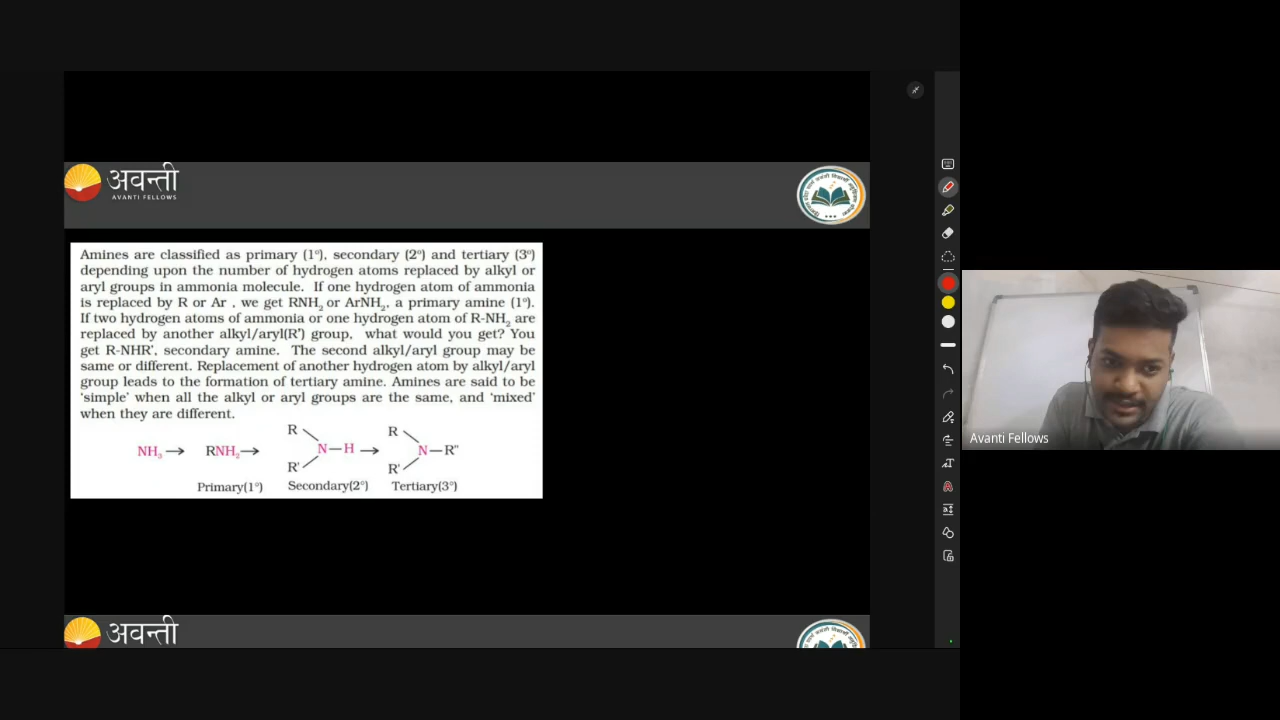 अवन्ती
AVANTI FELLOWS
Amines are classified as primary (1°), secondary (2°) and tertiary (3°)
depending upon the number of hydrogen atoms replaced by alkyl or
aryl groups in ammonia molecule. If one hydrogen atom of ammonia
is replaced by R or Ar , we get RNH₂ or ArNH₂, a primary amine (1°).
If two hydrogen atoms of ammonia or one hydrogen atom of R-NH₂ are
replaced by another alkyl/aryl(R’) group, what would you get? You
get R-NHR’, secondary amine. The second alkyl/aryl group may be
same or different. Replacement of another hydrogen atom by alkyl/aryl
group leads to the formation of tertiary amine. Amines are said to be
‘simple’ when all the alkyl or aryl groups are the same, and ‘mixed’
when they are different.
R R
NH₃ → RNH₂ → N—H → N—R"
R' R'
Primary(1°) Secondary(2°) Tertiary(3°)
Avanti Fellows
अवन्ती
AVANTI FELLOWS